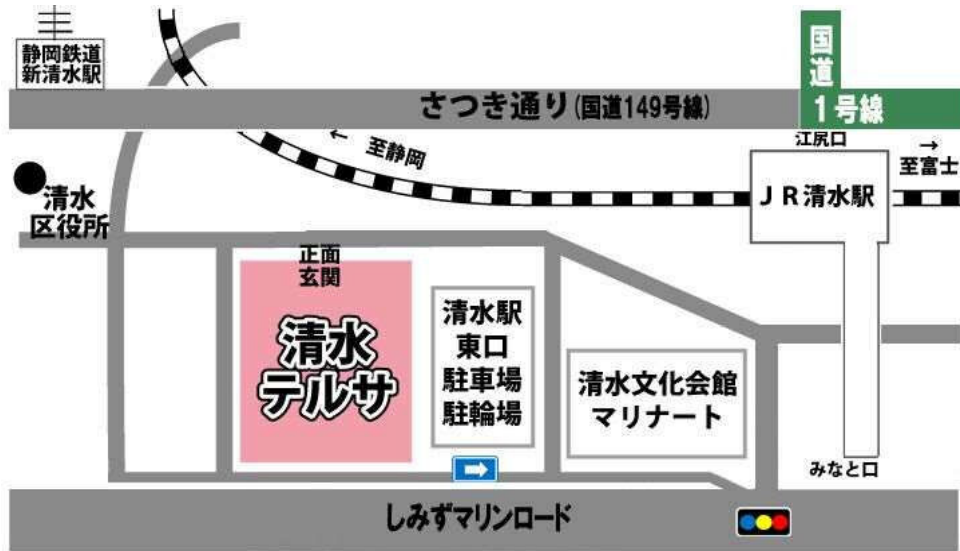 静岡鉄道
新清水駅
国道
1号線
さつき通り(国道149号線)
← 至静岡
江尻口
→
至富士
JR清水駅
清水
区役所
正面
玄関
清水
テルサ
清水駅
東口
駐車場
駐輪場
清水文化会館
マリナート
みなと口
しみずマリンロード